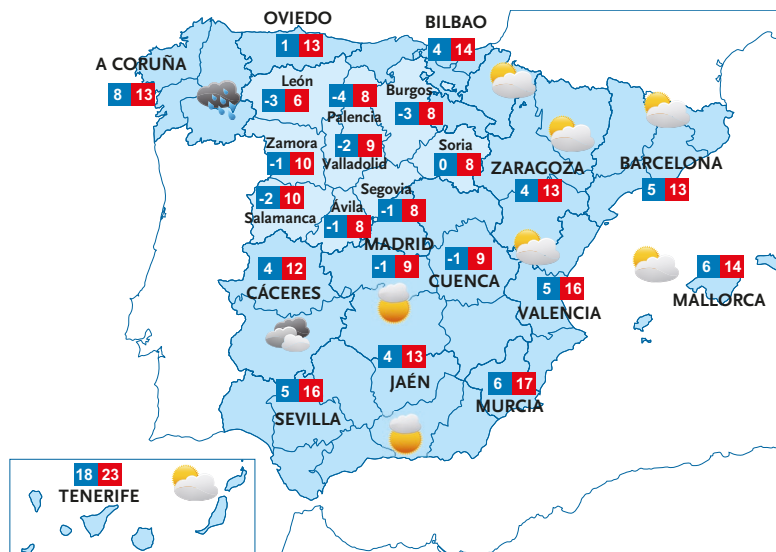 OVIEDO
1 13
BILBAO
4 14
A CORUÑA
8 13
León
-3 6
-4 8
Palencia
Burgos
-3 8
Zamora
-1 10
-2 9
Valladolid
Soria
0 8
ZARAGOZA
4 13
BARCELONA
5 13
-2 10
Salamanca
Ávila
-1 8
Segovia
-1 8
MADRID
-1 9
-1 9
CUENCA
4 12
CÁCERES
5 16
VALENCIA
6 14
MALLORCA
4 13
JAÉN
5 16
SEVILLA
6 17
MURCIA
18 23
TENERIFE